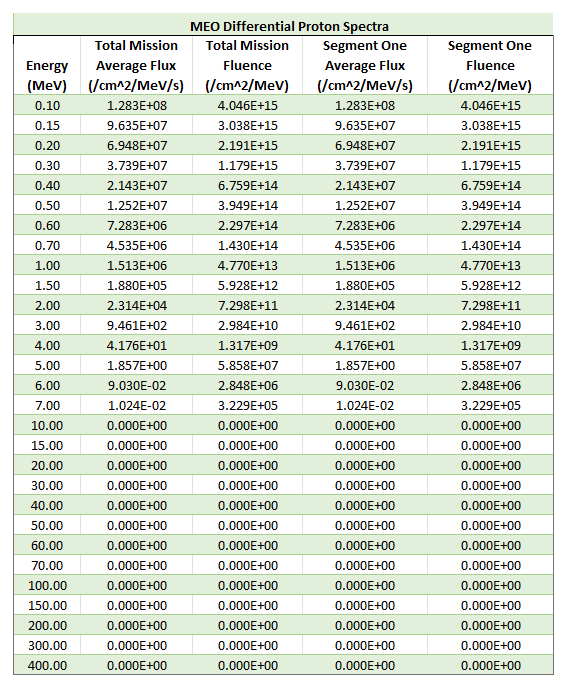 MEO Differential Proton Spectra
Energy (MeV) Total Mission Average Flux (/cm^2/MeV/s) Total Mission Fluence (/cm^2/MeV) Segment One Average Flux (/cm^2/MeV/s) Segment One Fluence (/cm^2/MeV)
0.10 1.283E+08 4.046E+15 1.283E+08 4.046E+15
0.15 9.635E+07 3.038E+15 9.635E+07 3.038E+15
0.20 6.948E+07 2.191E+15 6.948E+07 2.191E+15
0.30 3.739E+07 1.179E+15 3.739E+07 1.179E+15
0.40 2.143E+07 6.759E+14 2.143E+07 6.759E+14
0.50 1.252E+07 3.949E+14 1.252E+07 3.949E+14
0.60 7.283E+06 2.297E+14 7.283E+06 2.297E+14
0.70 4.535E+06 1.430E+14 4.535E+06 1.430E+14
1.00 1.513E+06 4.770E+13 1.513E+06 4.770E+13
1.50 1.880E+05 5.928E+12 1.880E+05 5.928E+12
2.00 2.314E+04 7.298E+11 2.314E+04 7.298E+11
3.00 9.461E+02 2.984E+10 9.461E+02 2.984E+10
4.00 4.176E+01 1.317E+09 4.176E+01 1.317E+09
5.00 1.857E+00 5.858E+07 1.857E+00 5.858E+07
6.00 9.030E-02 2.848E+06 9.030E-02 2.848E+06
7.00 1.024E-02 3.229E+05 1.024E-02 3.229E+05
10.00 0.000E+00 0.000E+00 0.000E+00 0.000E+00
15.00 0.000E+00 0.000E+00 0.000E+00 0.000E+00
20.00 0.000E+00 0.000E+00 0.000E+00 0.000E+00
30.00 0.000E+00 0.000E+00 0.000E+00 0.000E+00
40.00 0.000E+00 0.000E+00 0.000E+00 0.000E+00
50.00 0.000E+00 0.000E+00 0.000E+00 0.000E+00
60.00 0.000E+00 0.000E+00 0.000E+00 0.000E+00
70.00 0.000E+00 0.000E+00 0.000E+00 0.000E+00
100.00 0.000E+00 0.000E+00 0.000E+00 0.000E+00
150.00 0.000E+00 0.000E+00 0.000E+00 0.000E+00
200.00 0.000E+00 0.000E+00 0.000E+00 0.000E+00
300.00 0.000E+00 0.000E+00 0.000E+00 0.000E+00
400.00 0.000E+00 0.000E+00 0.000E+00 0.000E+00